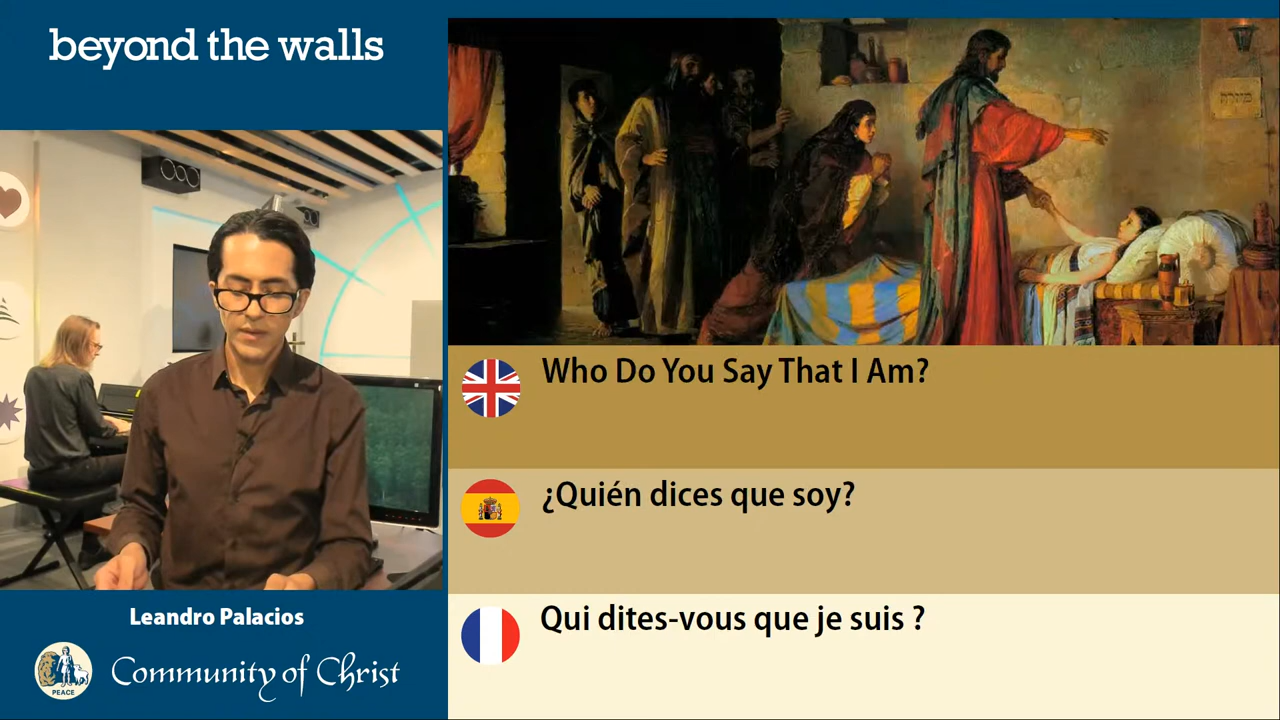 beyond the walls
Who Do You Say That I Am?
¿Quién dices que soy?
Qui dites-vous que je suis ?
Leandro Palacios
PEACE
Community of Christ